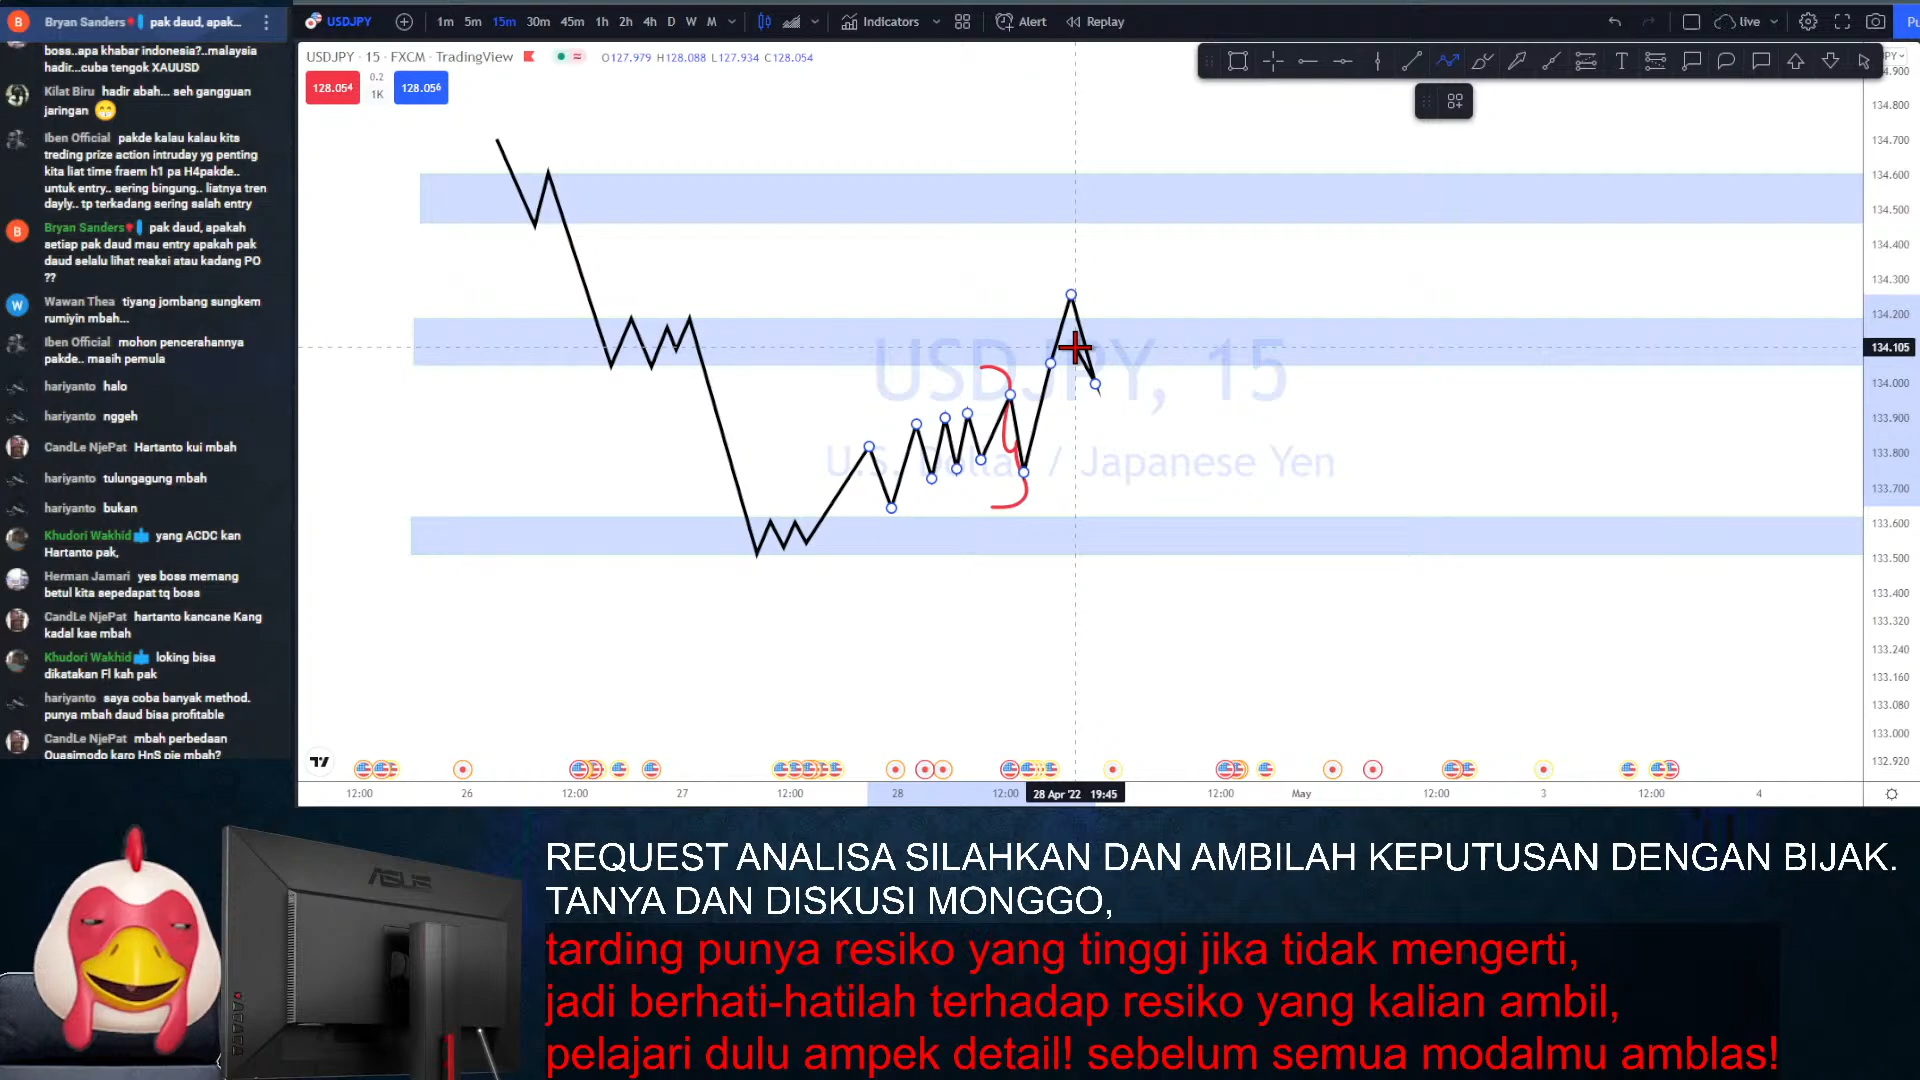 Bryan Sanders pak daud, apak...
boss..apa khabar indonesia?..malaysia
hadir...cuba tengok XAUUSD
Kilat Biru hadir abah... seh gangguan
jaringan
Iben Official pakde kalau kalau kits
treding prize action intruday yg penting
kita liat time fraem h1 pa H4pakde..
untuk entry.. sering bingung.. liatnya tren
dayly.. tp terkadang sering salah entry
Bryan Sanders pak daud, apakah
setiap pak daud mau entry apakah pak
daud selalu lihat reaksi atau kadang PO
??
Wawan Thea tiyang jombang sungkem
rumiyin mbah...
Iben Official mohon pencerahannya
pakde.. masih pemula
hariyanto halo
hariyanto nggeh
CandLe NjePat Hartanto kui mbah
hariyanto tulungagung mbah
hariyanto bukan
Khudori Wakhid yang ACDC kan
Hartanto pak,
Herman Jamari yes boss memang
betul kita sepedapat tq boss
CandLe NjePat hartanto kancane Kang
kadal kae mbah
Khudori Wakhid loking bisa
dikatakan Fl kah pak
hariyanto saya coba banyak method.
punya mbah daud bisa profitable
CandLe NjePat mbah perbedaan
Quasimodo karo HnS pie mbah?
USDJPY 1m 5m 15m 30m 45m 1h 2h 4h D W M Indicators Alert Replay live Pu
USDJPY · 15 · FXCM · TradingView O127.979 H128.088 L127.934 C128.054
128.054 0.2 1K 128.056
USDJPY, 15
U.S. Dollar / Japanese Yen
JPY
134.900
134.800
134.700
134.600
134.500
134.400
134.300
134.200
134.105
134.000
133.900
133.800
133.700
133.600
133.500
133.400
133.320
133.240
133.160
133.080
133.000
132.920
12:00 26 12:00 27 12:00 28 12:00 28 Apr '22 19:45 12:00 May 12:00 3 12:00 4
ASUS
REQUEST ANALISA SILAHKAN DAN AMBILAH KEPUTUSAN DENGAN BIJAK.
TANYA DAN DISKUSI MONGGO,
tarding punya resiko yang tinggi jika tidak mengerti,
jadi berhati-hatilah terhadap resiko yang kalian ambil,
pelajari dulu ampek detail! sebelum semua modalmu amblas!